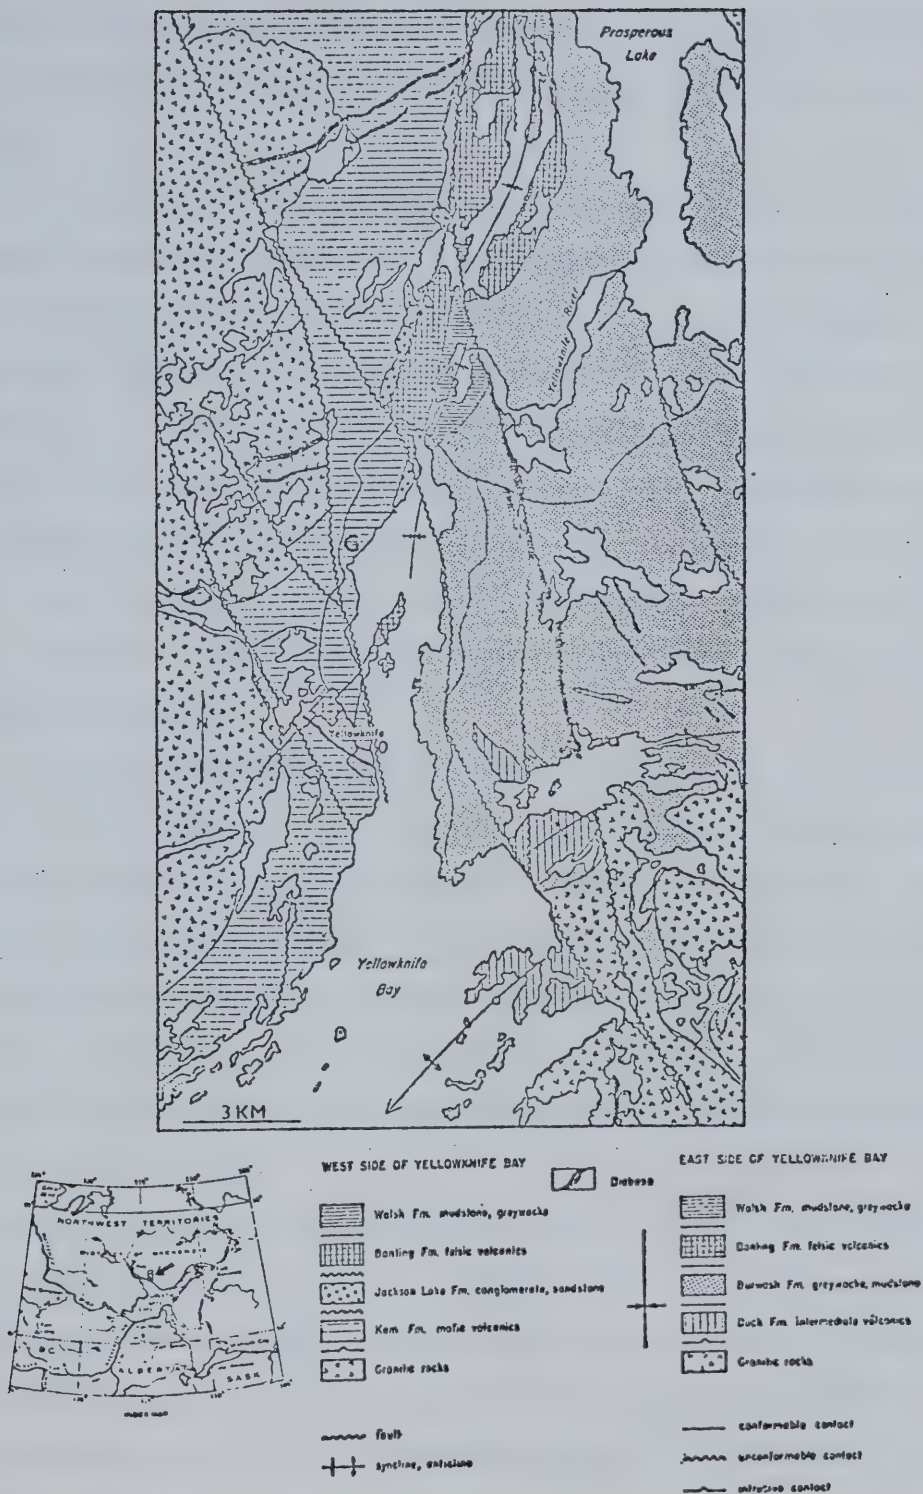 Prosperous
Lake
Yellowknife River
G
Yellowknife
Yellowknife
Bay
3 KM
WEST SIDE OF YELLOWKNIFE BAY
Walsh Fm. mudstone, greywacke
Banting Fm. felsic volcanics
Jackson Lake Fm. conglomerate, sandstone
Kam Fm. mafic volcanics
Granitic rocks
fault
syncline, anticline
Diabase
EAST SIDE OF YELLOWKNIFE BAY
Walsh Fm. mudstone, greywacke
Banting Fm. felsic volcanics
Burwash Fm. greywacke, mudstone
Duck Fm. intermediate volcanics
Granitic rocks
conformable contact
unconformable contact
intrusive contact
NORTHWEST TERRITORIES
BC
ALBERTA
SASK
INDEX MAP